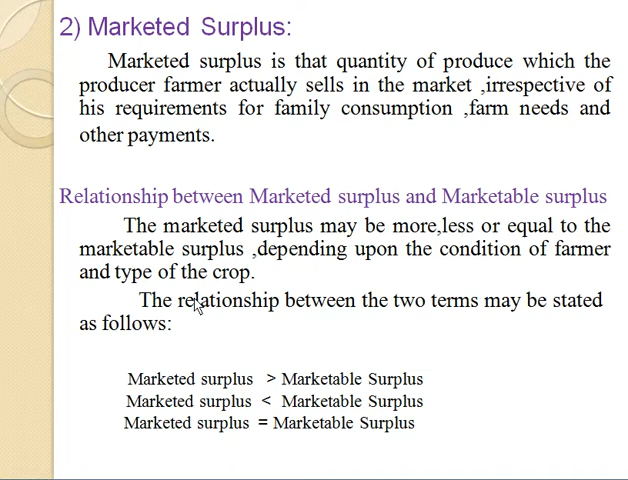 2) Marketed Surplus:
Marketed surplus is that quantity of produce which the
producer farmer actually sells in the market ,irrespective of
his requirements for family consumption ,farm needs and
other payments.
Relationship between Marketed surplus and Marketable surplus
The marketed surplus may be more,less or equal to the
marketable surplus ,depending upon the condition of farmer
and type of the crop.
The relationship between the two terms may be stated
as follows:
Marketed surplus > Marketable Surplus
Marketed surplus < Marketable Surplus
Marketed surplus = Marketable Surplus